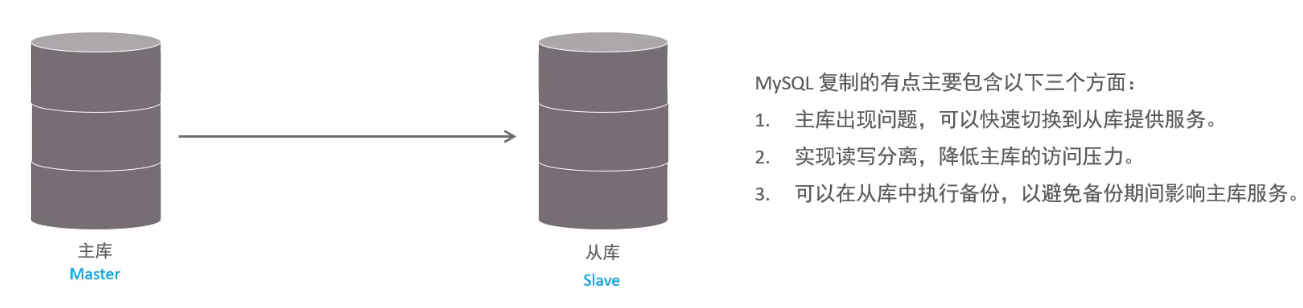 主库
Master
从库
Slave
MySQL 复制的有点主要包含以下三个方面：
1. 主库出现问题，可以快速切换到从库提供服务。
2. 实现读写分离，降低主库的访问压力。
3. 可以在从库中执行备份，以避免备份期间影响主库服务。